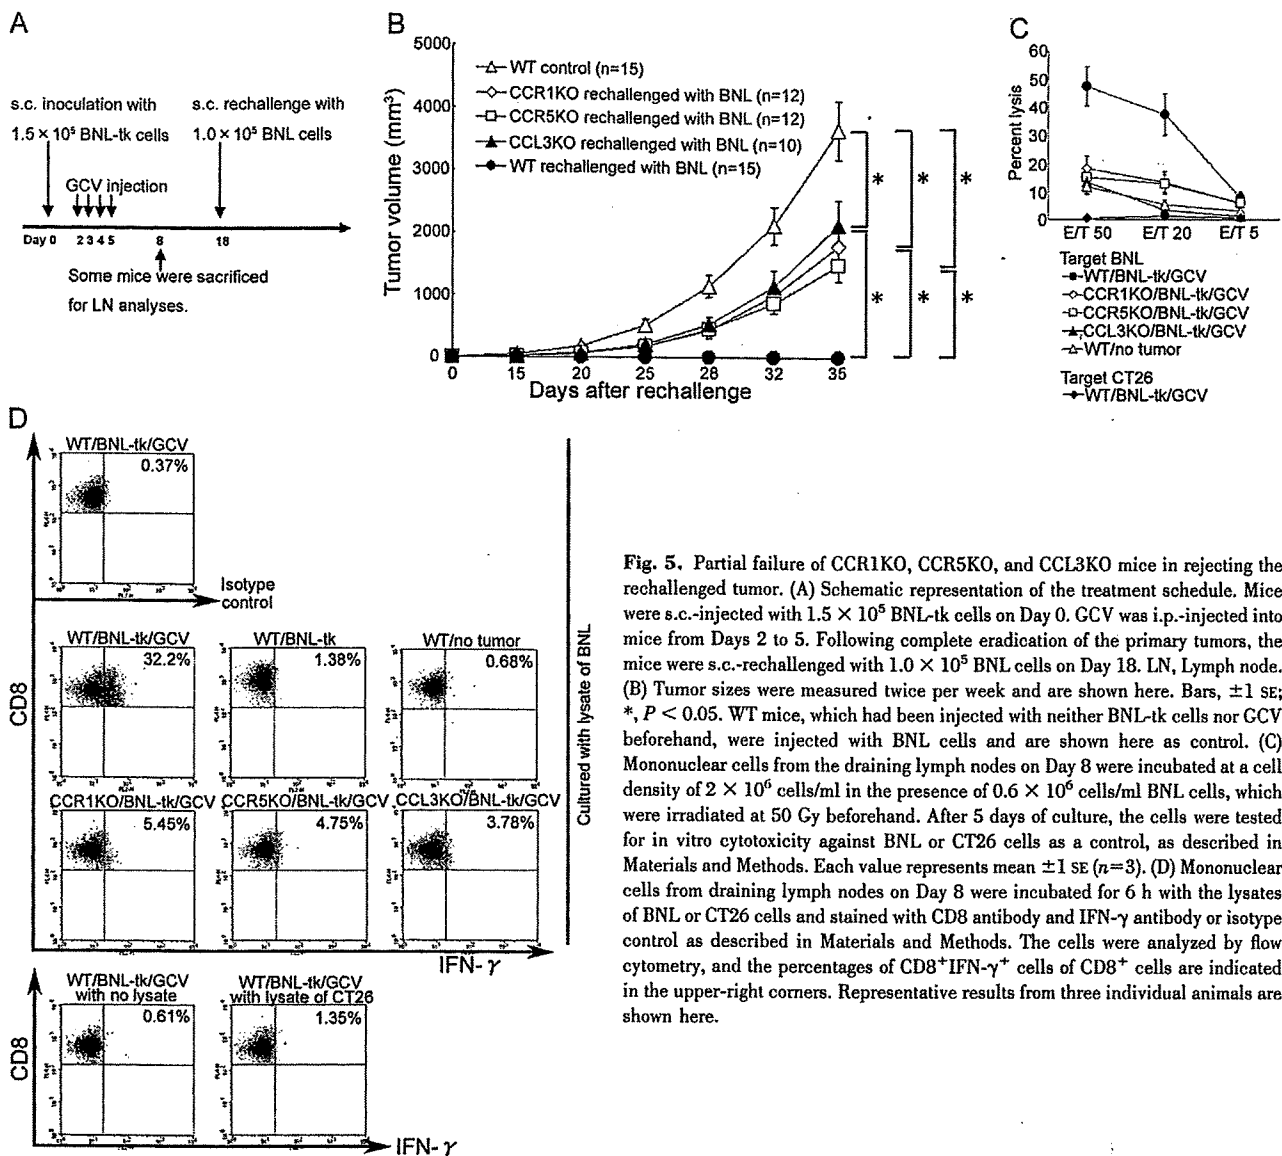 A
s.c. inoculation with
1.5 × 10⁵ BNL-tk cells
s.c. rechallenge with
1.0 × 10⁵ BNL cells
GCV injection
Day 0 2 3 4 5 8 18
Some mice were sacrificed
for LN analyses.
B
Tumor volume (mm³)
5000
4000
3000
2000
1000
0
WT control (n=15)
CCR1KO rechallenged with BNL (n=12)
CCR5KO rechallenged with BNL (n=12)
CCL3KO rechallenged with BNL (n=10)
WT rechallenged with BNL (n=15)
* * *
* * *
0 15 20 25 28 32 35
Days after rechallenge
C
Percent lysis
60
50
40
30
20
10
0
E/T 50 E/T 20 E/T 5
Target BNL
WT/BNL-tk/GCV
CCR1KO/BNL-tk/GCV
CCR5KO/BNL-tk/GCV
CCL3KO/BNL-tk/GCV
WT/no tumor
Target CT26
WT/BNL-tk/GCV
D
WT/BNL-tk/GCV
0.37%
Isotype
control
CD8
WT/BNL-tk/GCV
32.2%
WT/BNL-tk
1.38%
WT/no tumor
0.68%
CCR1KO/BNL-tk/GCV
5.45%
CCR5KO/BNL-tk/GCV
4.75%
CCL3KO/BNL-tk/GCV
3.78%
IFN-γ
Cultured with lysate of BNL
CD8
WT/BNL-tk/GCV
with no lysate
0.61%
WT/BNL-tk/GCV
with lysate of CT26
1.35%
IFN-γ
Fig. 5. Partial failure of CCR1KO, CCR5KO, and CCL3KO mice in rejecting the
rechallenged tumor. (A) Schematic representation of the treatment schedule. Mice
were s.c.-injected with 1.5 × 10⁵ BNL-tk cells on Day 0. GCV was i.p.-injected into
mice from Days 2 to 5. Following complete eradication of the primary tumors, the
mice were s.c.-rechallenged with 1.0 × 10⁵ BNL cells on Day 18. LN, Lymph node.
(B) Tumor sizes were measured twice per week and are shown here. Bars, ±1 SE;
*, P < 0.05. WT mice, which had been injected with neither BNL-tk cells nor GCV
beforehand, were injected with BNL cells and are shown here as control. (C)
Mononuclear cells from the draining lymph nodes on Day 8 were incubated at a cell
density of 2 × 10⁶ cells/ml in the presence of 0.6 × 10⁶ cells/ml BNL cells, which
were irradiated at 50 Gy beforehand. After 5 days of culture, the cells were tested
for in vitro cytotoxicity against BNL or CT26 cells as a control, as described in
Materials and Methods. Each value represents mean ±1 SE (n=3). (D) Mononuclear
cells from draining lymph nodes on Day 8 were incubated for 6 h with the lysates
of BNL or CT26 cells and stained with CD8 antibody and IFN-γ antibody or isotype
control as described in Materials and Methods. The cells were analyzed by flow
cytometry, and the percentages of CD8⁺IFN-γ⁺ cells of CD8⁺ cells are indicated
in the upper-right corners. Representative results from three individual animals are
shown here.